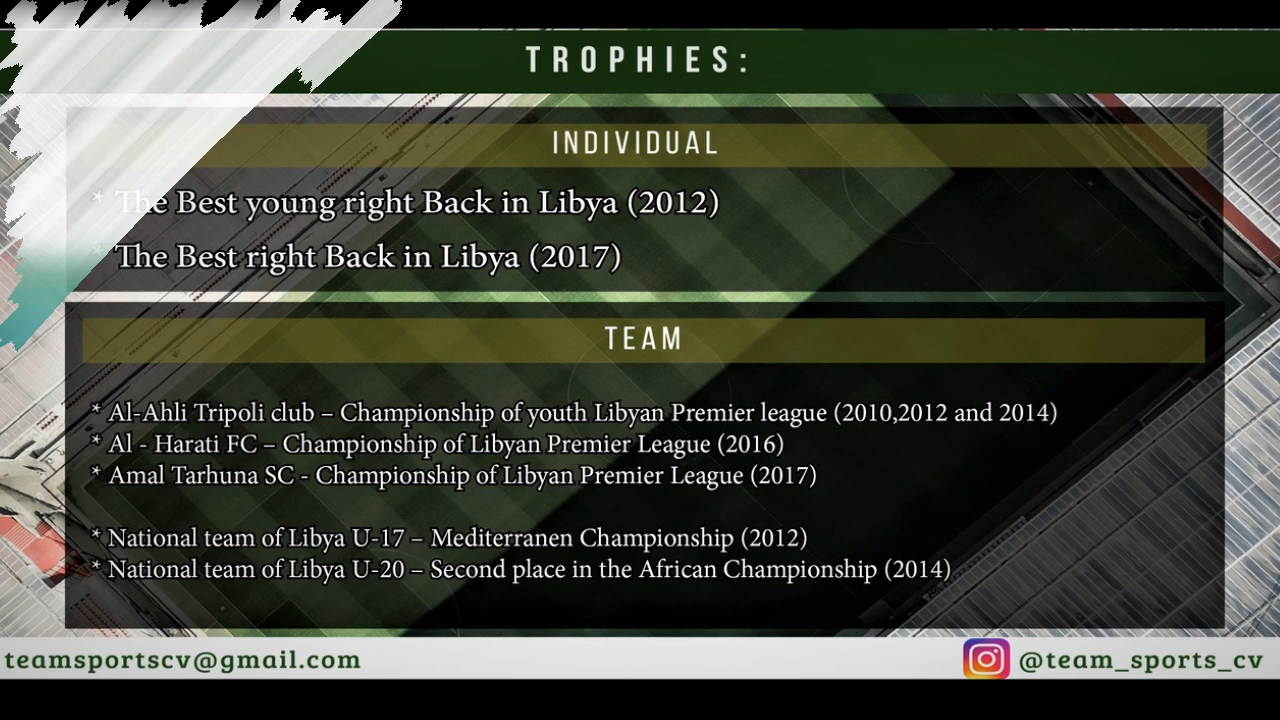 TROPHIES:
INDIVIDUAL
* The Best young right Back in Libya (2012)
* The Best right Back in Libya (2017)
TEAM
* Al-Ahli Tripoli club – Championship of youth Libyan Premier league (2010,2012 and 2014)
* Al - Harati FC – Championship of Libyan Premier League (2016)
* Amal Tarhuna SC - Championship of Libyan Premier League (2017)
* National team of Libya U-17 – Mediterranen Championship (2012)
* National team of Libya U-20 – Second place in the African Championship (2014)
teamsportscv@gmail.com
@team_sports_cv